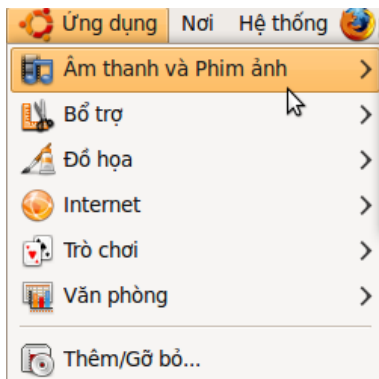 Ứng dụng Nơi Hệ thống
Âm thanh và Phim ảnh
Bổ trợ
Đồ họa
Internet
Trò chơi
Văn phòng
Thêm/Gỡ bỏ...